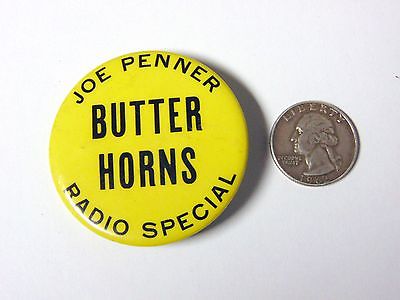 JOE PENNER
BUTTER
HORNS
RADIO SPECIAL
LIBERTY
IN GOD WE
TRUST